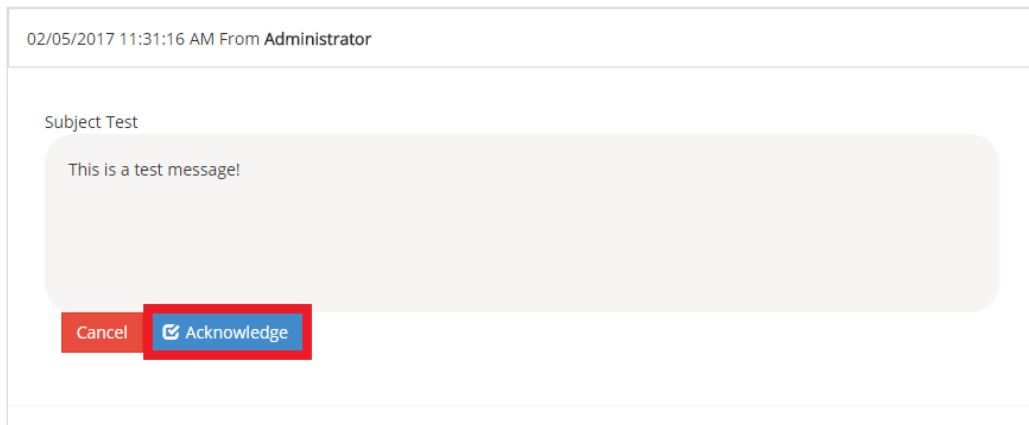 02/05/2017 11:31:16 AM From Administrator
Subject Test
This is a test message!
Cancel Acknowledge